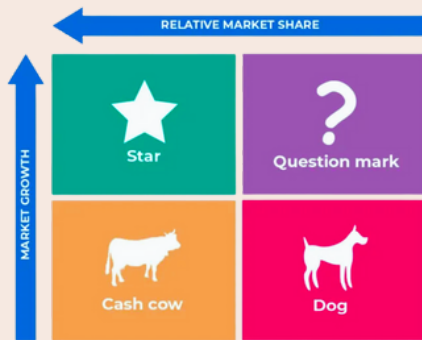 RELATIVE MARKET SHARE
MARKET GROWTH
Star
?
Question mark
Cash cow
Dog